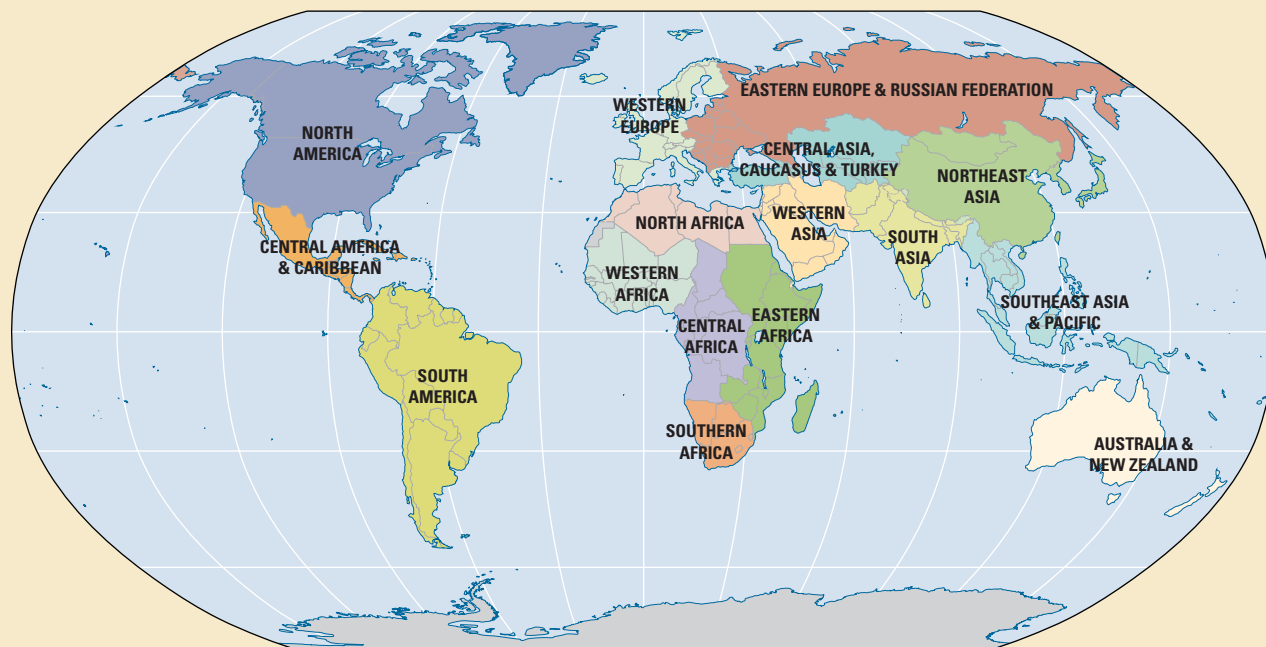 NORTH
AMERICA
CENTRAL AMERICA
& CARIBBEAN
SOUTH
AMERICA
WESTERN
EUROPE
EASTERN EUROPE & RUSSIAN FEDERATION
CENTRAL ASIA,
CAUCASUS & TURKEY
NORTHEAST
ASIA
NORTH AFRICA
WESTERN
ASIA
SOUTH
ASIA
WESTERN
AFRICA
CENTRAL
AFRICA
EASTERN
AFRICA
SOUTHEAST ASIA
& PACIFIC
SOUTHERN
AFRICA
AUSTRALIA &
NEW ZEALAND